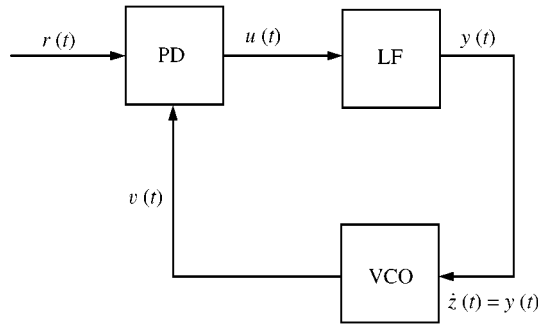 r (t)
PD
u (t)
LF
y (t)
v (t)
VCO
ż (t) = y (t)